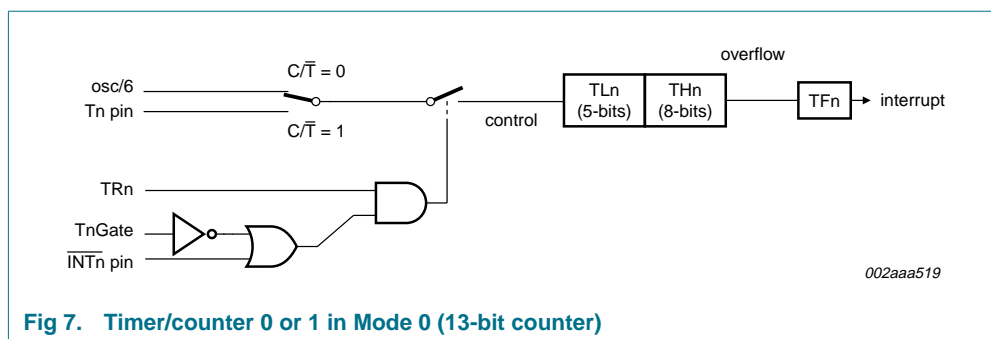 overflow
C/T̅ = 0
osc/6
Tn pin
C/T̅ = 1
control
TLn
(5-bits)
THn
(8-bits)
TFn
interrupt
TRn
TnGate
I̅N̅T̅n̅ pin
002aaa519
Fig 7. Timer/counter 0 or 1 in Mode 0 (13-bit counter)